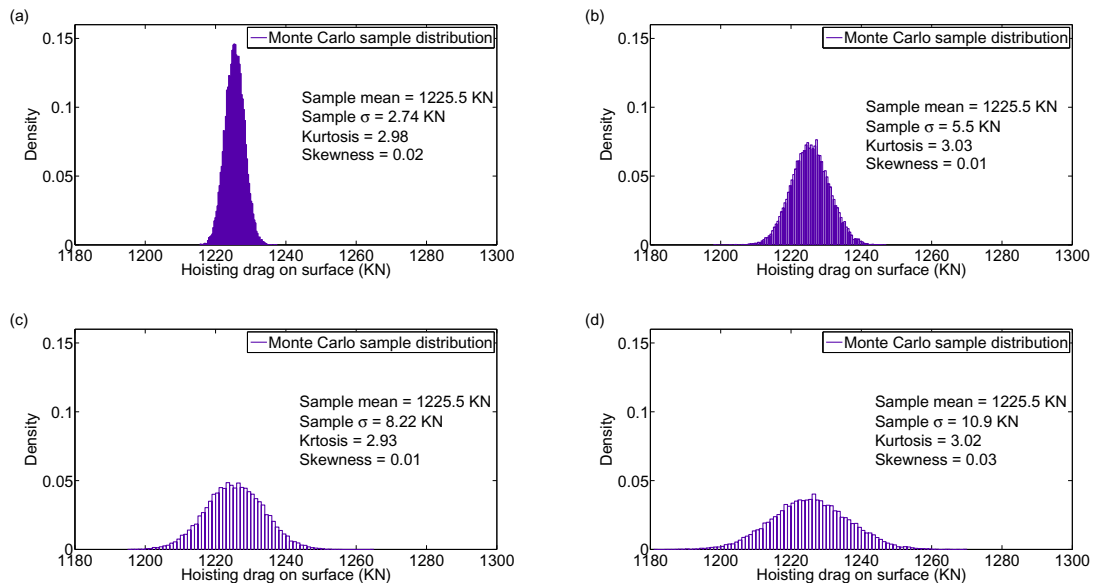 (a)
0.15
0.1
0.05
0
Density
Monte Carlo sample distribution
Sample mean = 1225.5 KN
Sample σ = 2.74 KN
Kurtosis = 2.98
Skewness = 0.02
1180 1200 1220 1240 1260 1280 1300
Hoisting drag on surface (KN)
(b)
0.15
0.1
0.05
0
Density
Monte Carlo sample distribution
Sample mean = 1225.5 KN
Sample σ = 5.5 KN
Kurtosis = 3.03
Skewness = 0.01
1180 1200 1220 1240 1260 1280 1300
Hoisting drag on surface (KN)
(c)
0.15
0.1
0.05
0
Density
Monte Carlo sample distribution
Sample mean = 1225.5 KN
Sample σ = 8.22 KN
Krtosis = 2.93
Skewness = 0.01
1180 1200 1220 1240 1260 1280 1300
Hoisting drag on surface (KN)
(d)
0.15
0.1
0.05
0
Density
Monte Carlo sample distribution
Sample mean = 1225.5 KN
Sample σ = 10.9 KN
Kurtosis = 3.02
Skewness = 0.03
1180 1200 1220 1240 1260 1280 1300
Hoisting drag on surface (KN)